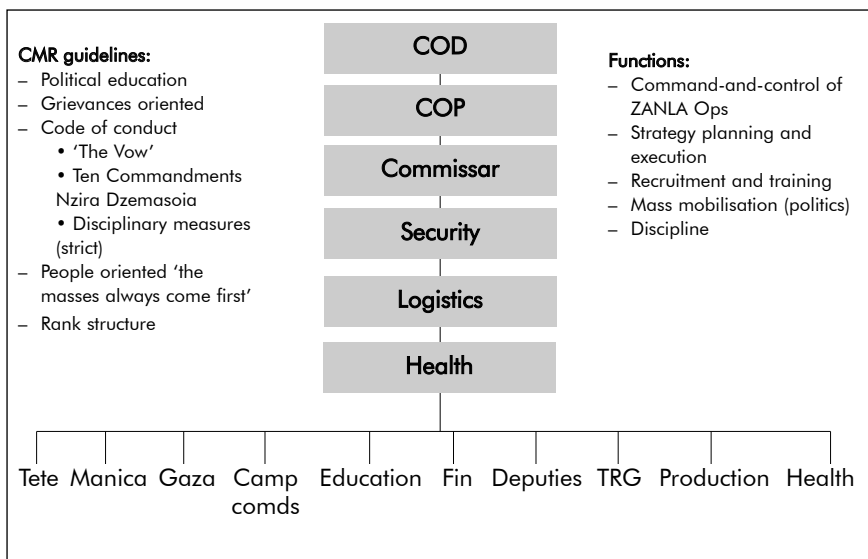 CMR guidelines:
– Political education
– Grievances oriented
– Code of conduct
• ‘The Vow’
• Ten Commandments
Nzira Dzemasoia
• Disciplinary measures
(strict)
– People oriented ‘the
masses always come first’
– Rank structure
COD
COP
Commissar
Security
Logistics
Health
Functions:
– Command-and-control of
ZANLA Ops
– Strategy planning and
execution
– Recruitment and training
– Mass mobilisation (politics)
– Discipline
Tete
Manica
Gaza
Camp
comds
Education
Fin
Deputies
TRG
Production
Health